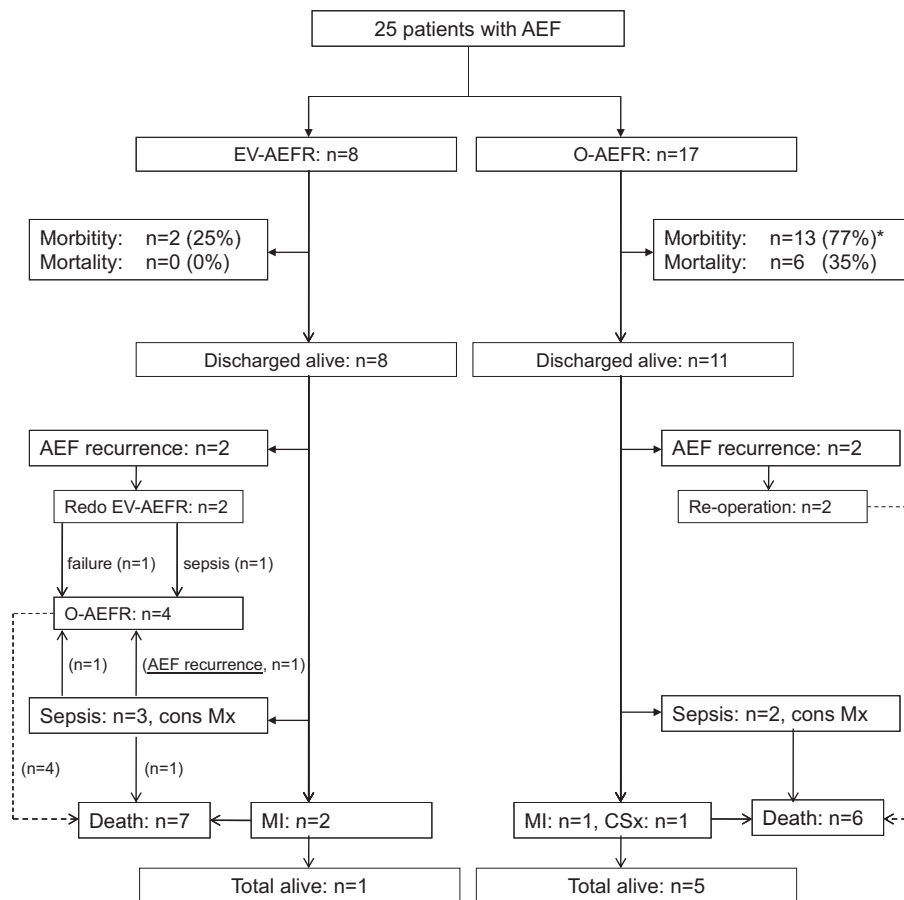 25 patients with AEF
EV-AEFR: n=8
O-AEFR: n=17
Morbitity: n=2 (25%)
Mortality: n=0 (0%)
Morbitity: n=13 (77%)*
Mortality: n=6 (35%)
Discharged alive: n=8
Discharged alive: n=11
AEF recurrence: n=2
AEF recurrence: n=2
Redo EV-AEFR: n=2
Re-operation: n=2
failure (n=1)
sepsis (n=1)
O-AEFR: n=4
(n=1)
(AEF recurrence, n=1)
Sepsis: n=3, cons Mx
Sepsis: n=2, cons Mx
(n=4)
(n=1)
Death: n=7
MI: n=2
MI: n=1, CSx: n=1
Death: n=6
Total alive: n=1
Total alive: n=5